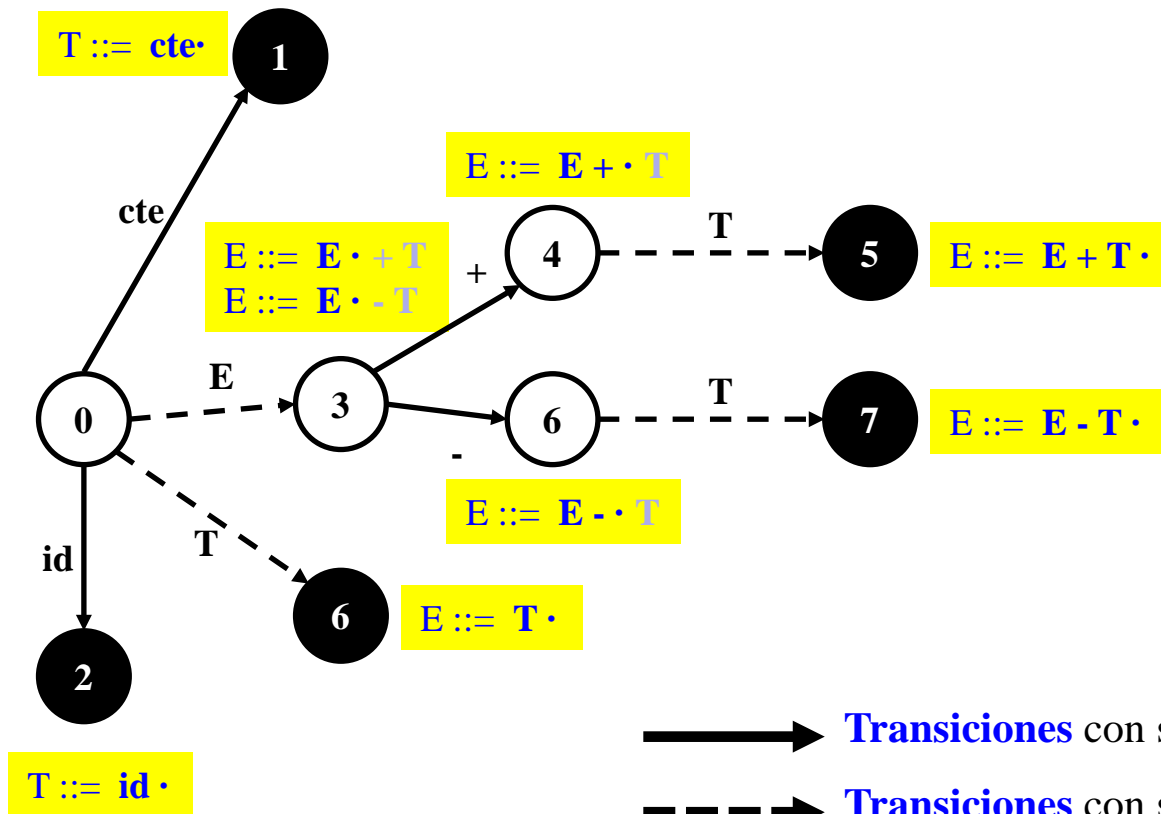 T ::= cte·
1
cte
E ::= E + · T
E ::= E · + T
E ::= E · - T
+
4
T
5
E ::= E + T ·
0
E
3
-
6
T
7
E ::= E - T ·
E ::= E - · T
id
T
6
E ::= T ·
2
T ::= id ·
Transiciones con s
Transiciones con s